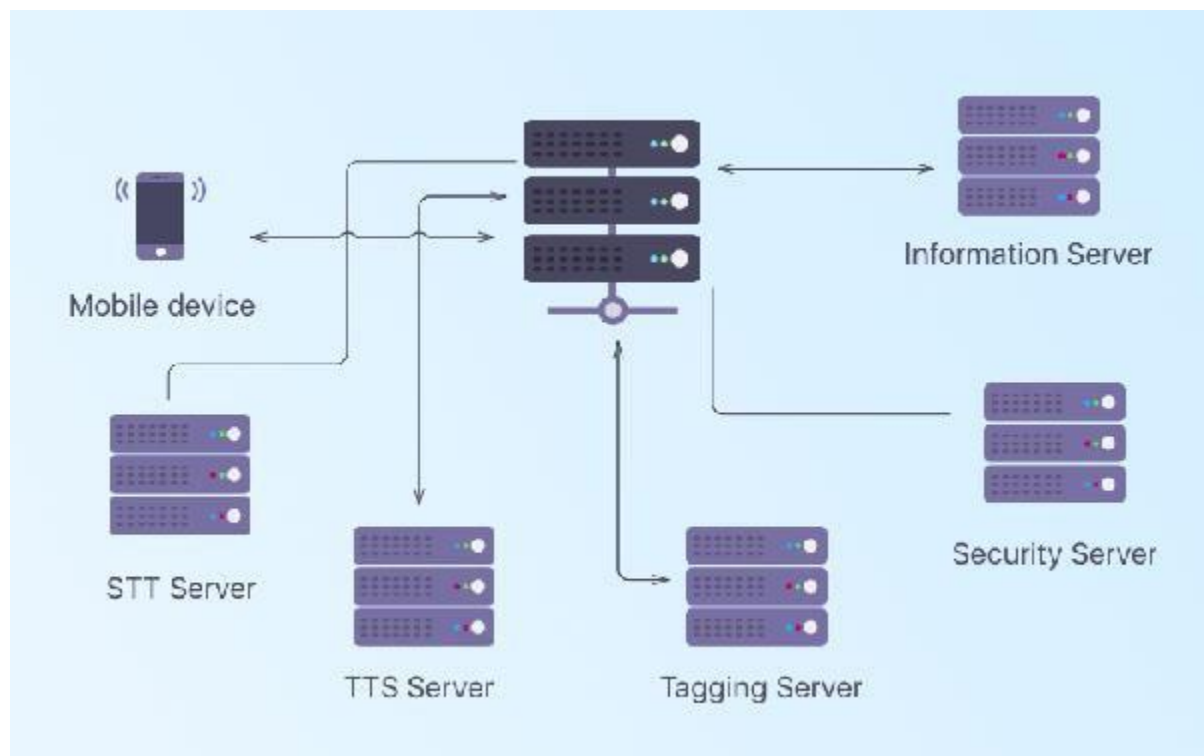 Information Server
Mobile device
Security Server
STT Server
TTS Server
Tagging Server